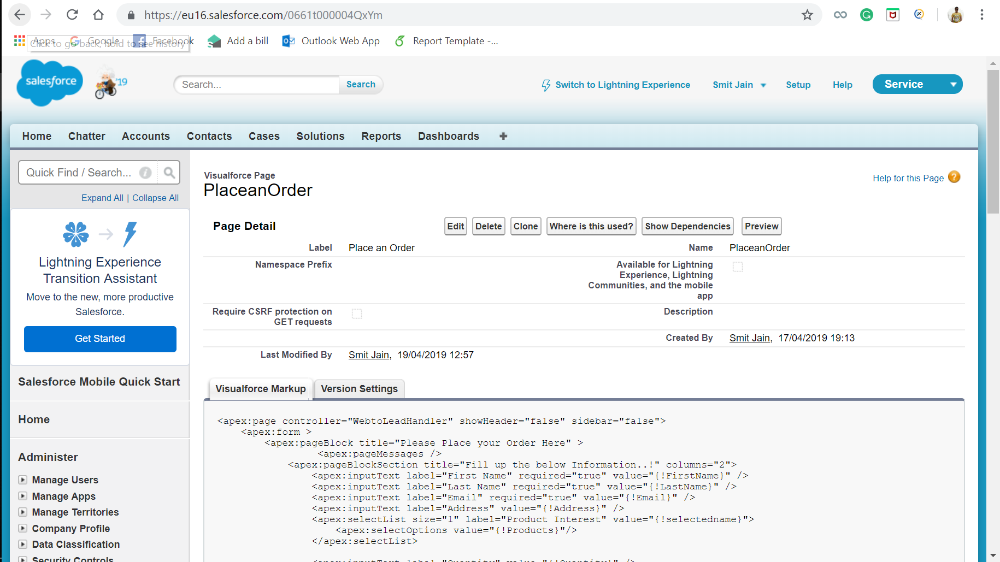 https://eu16.salesforce.com/0661t000004QxYm
Apps Google Facebook Add a bill Outlook Web App Report Template -...
Click to go back, hold to see history
salesforce '19 Search... Search Switch to Lightning Experience Smit Jain Setup Help Service
Home Chatter Accounts Contacts Cases Solutions Reports Dashboards
Quick Find / Search...
Expand All | Collapse All
Lightning Experience
Transition Assistant
Move to the new, more productive
Salesforce.
Get Started
Salesforce Mobile Quick Start
Home
Administer
Manage Users
Manage Apps
Manage Territories
Company Profile
Data Classification
Security Controls
Visualforce Page
PlaceanOrder
Help for this Page
Page Detail Edit Delete Clone Where is this used? Show Dependencies Preview
Label Place an Order Name PlaceanOrder
Namespace Prefix Available for Lightning
Experience, Lightning
Communities, and the mobile
app
Require CSRF protection on
GET requests
Description
Created By Smit Jain, 17/04/2019 19:13
Last Modified By Smit Jain, 19/04/2019 12:57
Visualforce Markup Version Settings
<apex:page controller="WebtoLeadHandler" showHeader="false" sidebar="false">
<apex:form >
<apex:pageBlock title="Please Place your Order Here" >
<apex:pageMessages />
<apex:pageBlockSection title="Fill up the below Information..!" columns="2">
<apex:inputText label="First Name" required="true" value="{!FirstName}" />
<apex:inputText label="Last Name" required="true" value="{!LastName}" />
<apex:inputText label="Email" required="true" value="{!Email}" />
<apex:inputText label="Address" value="{!Address}" />
<apex:selectList size="1" label="Product Interest" value="{!selectedname}">
<apex:selectOptions value="{!Products}"/>
</apex:selectList>
<apex:inputText label="Quantity" value="{!Quantity}" />